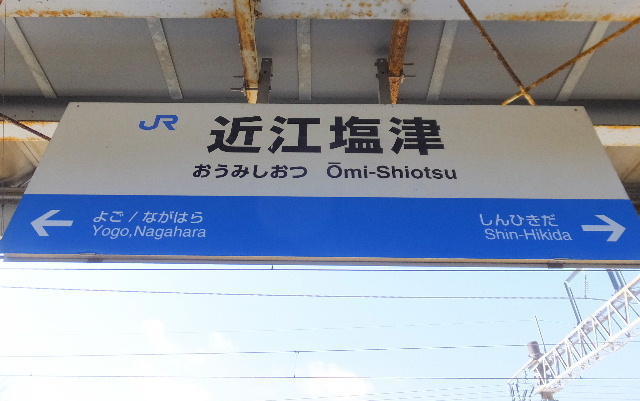 JR 近江塩津
おうみしおつ Ōmi-Shiotsu
← よご / ながはら
Yogo,Nagahara
しんひきだ →
Shin-Hikida